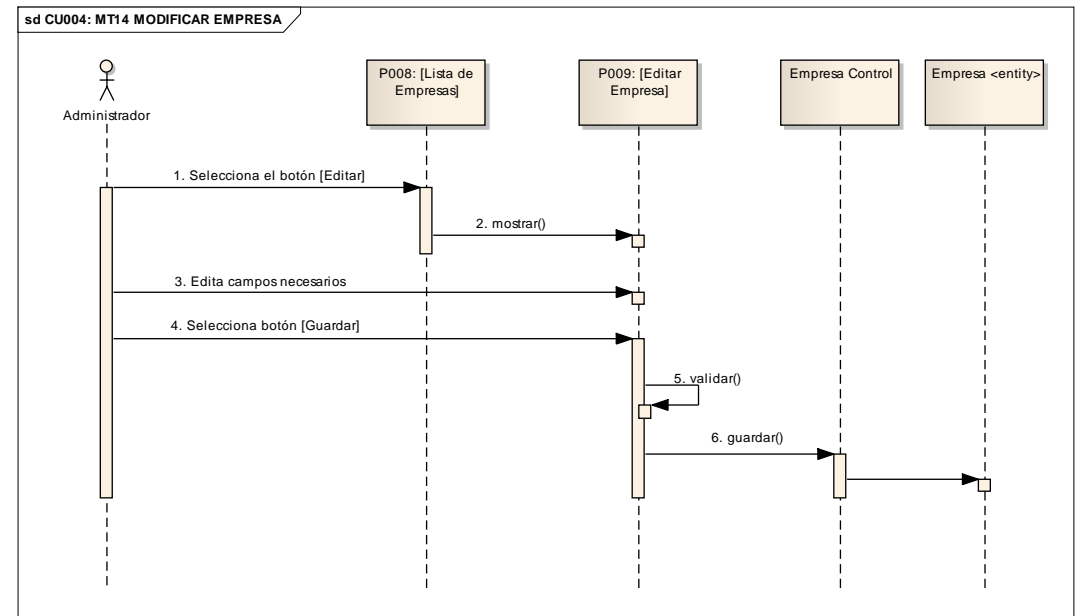 sd CU004: MT14 MODIFICAR EMPRESA
Administrador
P008: [Lista de
Empresas]
P009: [Editar
Empresa]
Empresa Control
Empresa <entity>
1. Selecciona el botón [Editar]
2. mostrar()
3. Edita campos necesarios
4. Selecciona botón [Guardar]
5. validar()
6. guardar()